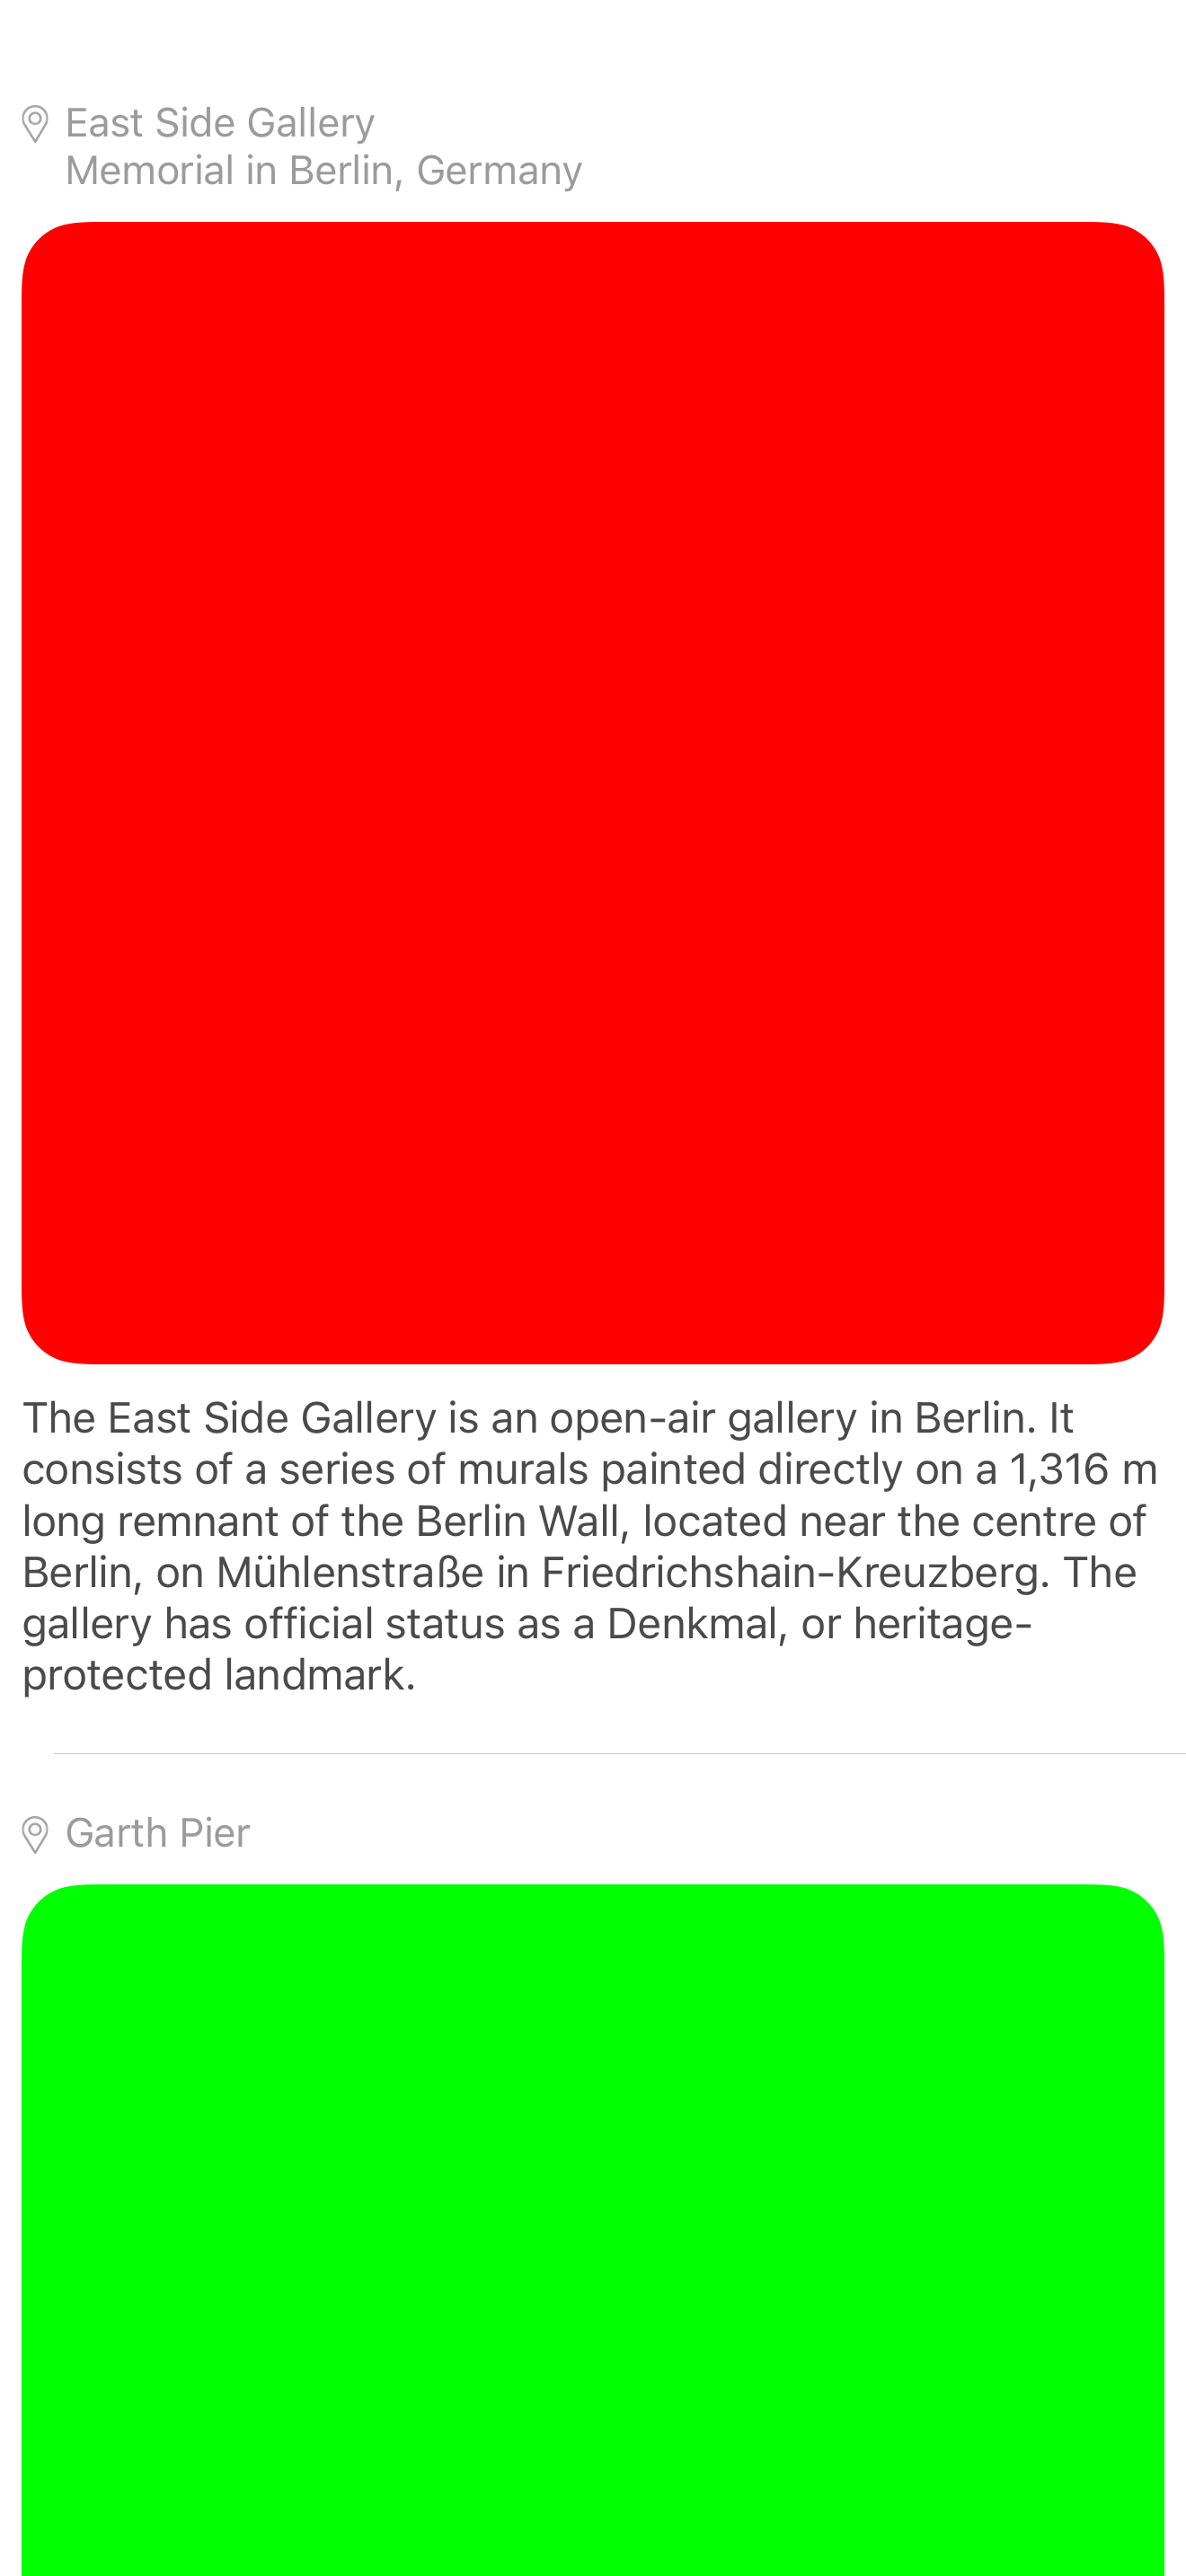 East Side Gallery
Memorial in Berlin, Germany
The East Side Gallery is an open-air gallery in Berlin. It
consists of a series of murals painted directly on a 1,316 m
long remnant of the Berlin Wall, located near the centre of
Berlin, on Mühlenstraße in Friedrichshain-Kreuzberg. The
gallery has official status as a Denkmal, or heritage-
protected landmark.
Garth Pier